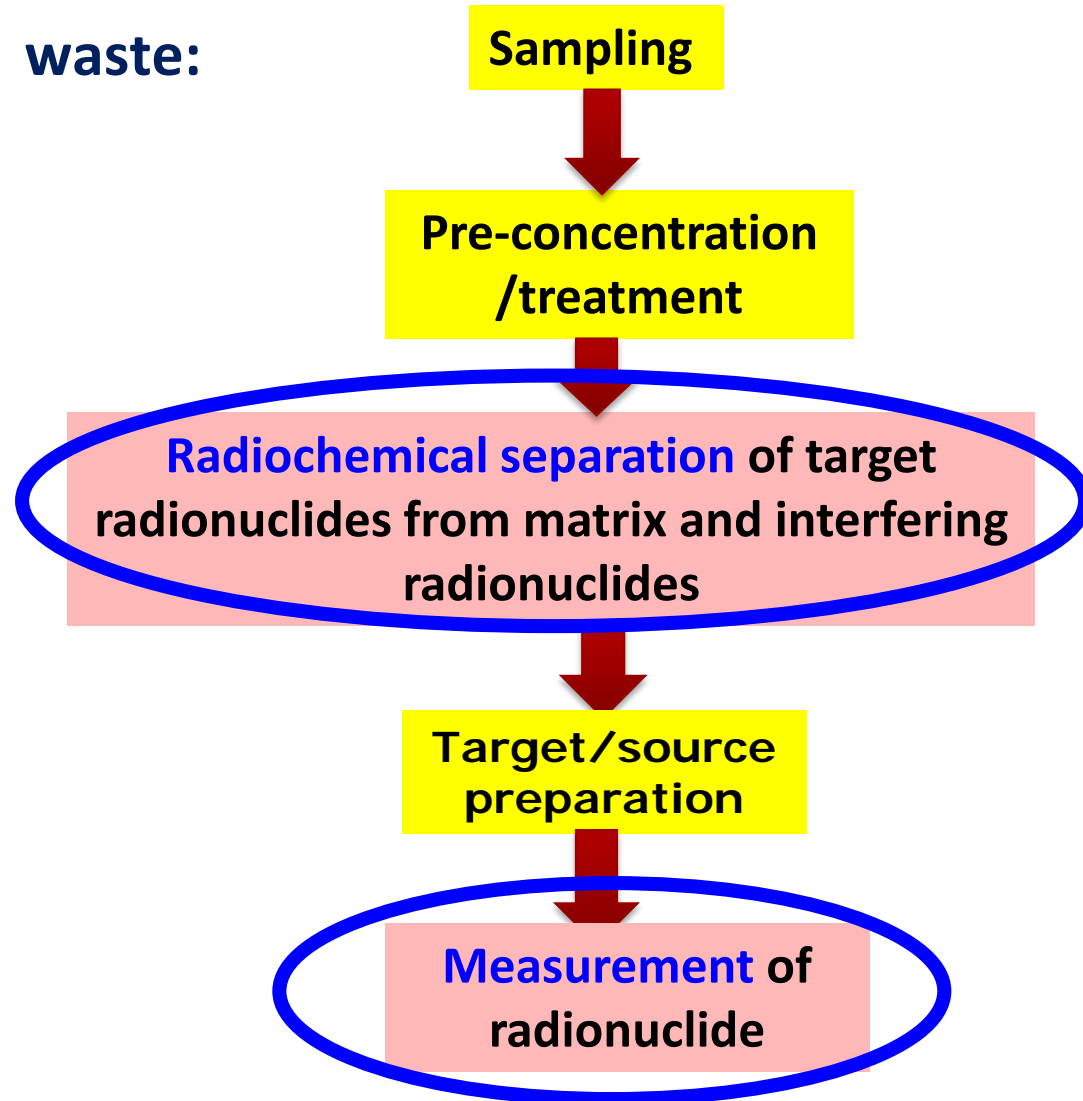 waste:
Sampling
Pre-concentration
/treatment
Radiochemical separation of target
radionuclides from matrix and interfering
radionuclides
Target/source
preparation
Measurement of
radionuclide